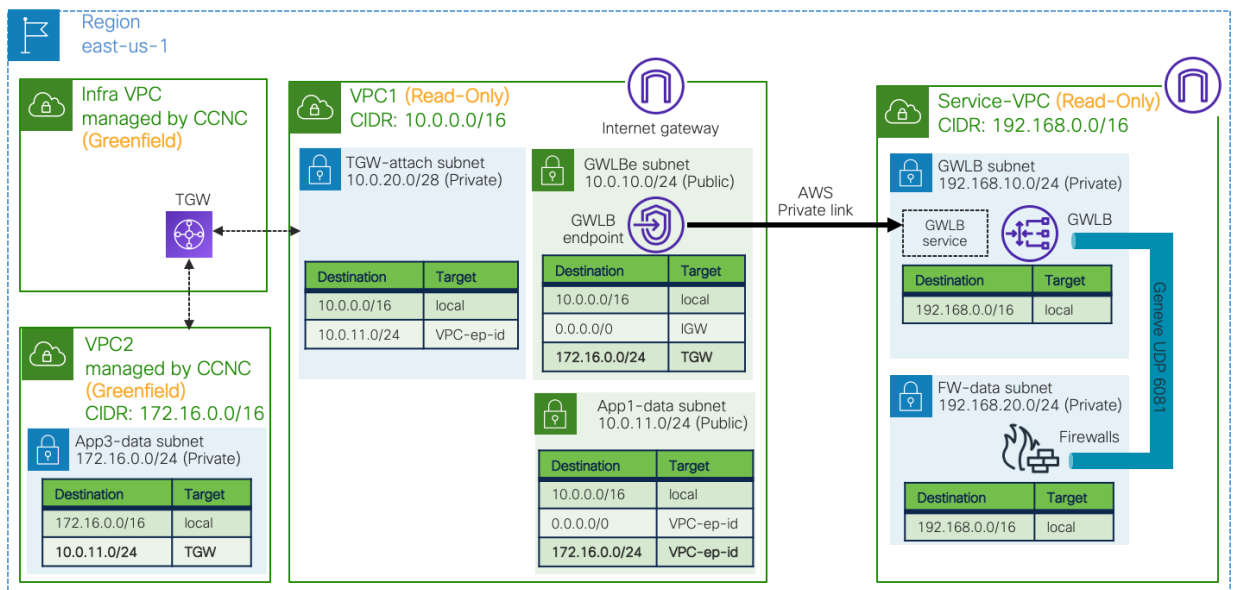 Region
east-us-1
Infra VPC
managed by CCNC
(Greenfield)
TGW
VPC2
managed by CCNC
(Greenfield)
CIDR: 172.16.0.0/16
App3-data subnet
172.16.0.0/24 (Private)
Destination Target
172.16.0.0/16 local
10.0.11.0/24 TGW
VPC1 (Read-Only)
CIDR: 10.0.0.0/16
Internet gateway
TGW-attach subnet
10.0.20.0/28 (Private)
Destination Target
10.0.0.0/16 local
10.0.11.0/24 VPC-ep-id
GWLBe subnet
10.0.10.0/24 (Public)
GWLB
endpoint
Destination Target
10.0.0.0/16 local
0.0.0.0/0 IGW
172.16.0.0/24 TGW
App1-data subnet
10.0.11.0/24 (Public)
Destination Target
10.0.0.0/16 local
0.0.0.0/0 VPC-ep-id
172.16.0.0/24 VPC-ep-id
AWS
Private link
Service-VPC (Read-Only)
CIDR: 192.168.0.0/16
GWLB subnet
192.168.10.0/24 (Private)
GWLB
service
GWLB
Destination Target
192.168.0.0/16 local
Geneve UDP 6081
FW-data subnet
192.168.20.0/24 (Private)
Firewalls
Destination Target
192.168.0.0/16 local